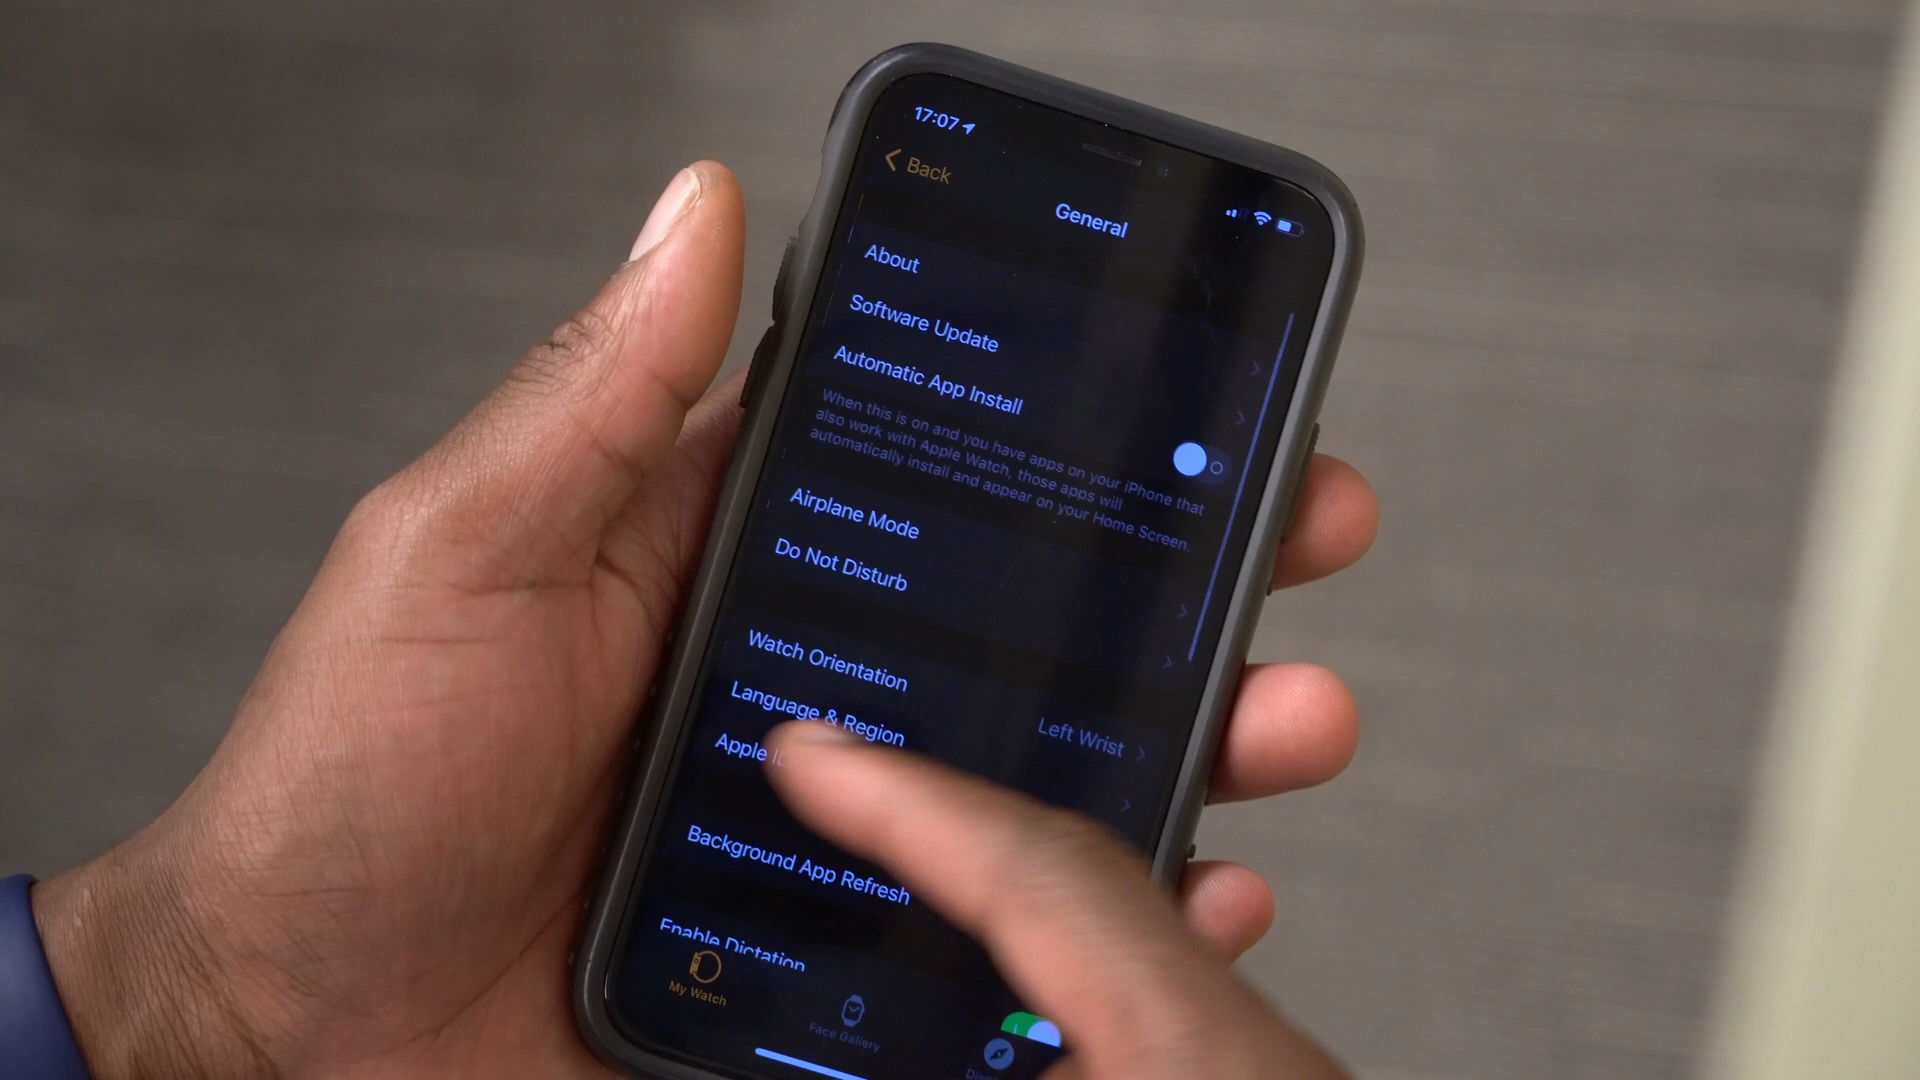 17:07
Back
General
About
Software Update
Automatic App Install
When this is on and you have apps on your iPhone that
also work with Apple Watch, those apps will
automatically install and appear on your Home Screen.
Airplane Mode
Do Not Disturb
Watch Orientation
Left Wrist
Language & Region
Apple
Background App Refresh
Enable Dictation
My Watch
Face Gallery